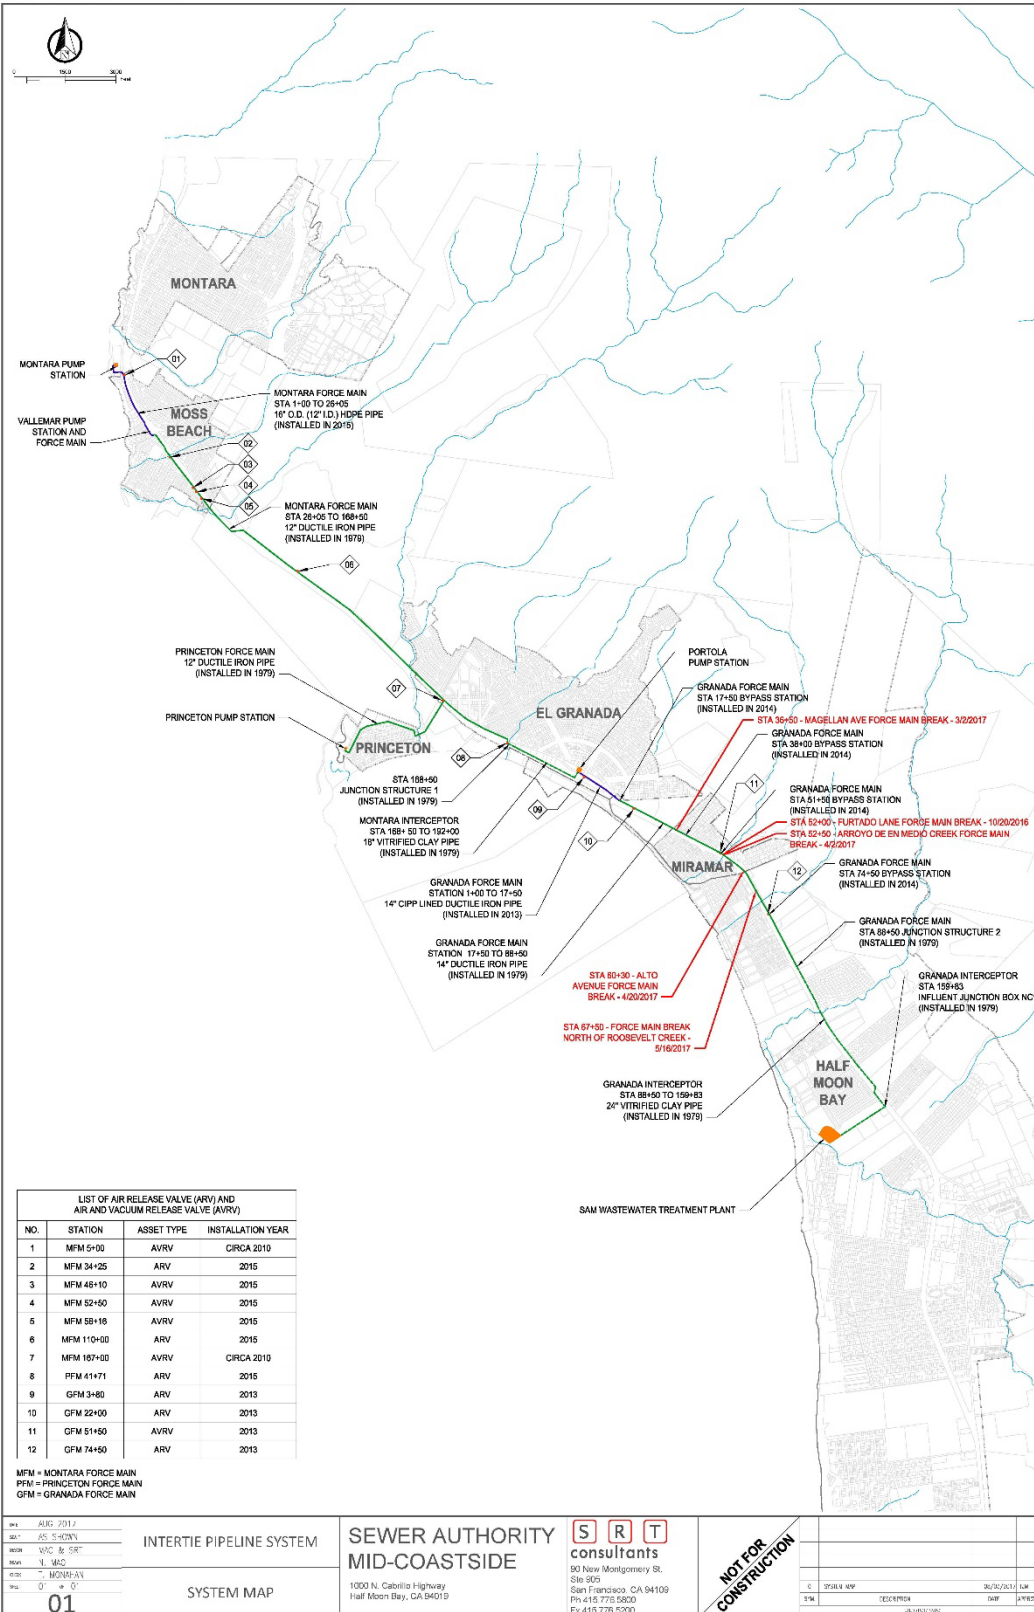 0 1500 3000
Feet
MONTARA
MONTARA PUMP
STATION
01
MONTARA FORCE MAIN
STA 1+00 TO 26+05
16" O.D. (12" I.D.) HDPE PIPE
(INSTALLED IN 2015)
MOSS
BEACH
VALLEMAR PUMP
STATION AND
FORCE MAIN
02
03
04
05
MONTARA FORCE MAIN
STA 26+05 TO 168+50
12" DUCTILE IRON PIPE
(INSTALLED IN 1979)
06
PRINCETON FORCE MAIN
12" DUCTILE IRON PIPE
(INSTALLED IN 1979)
07
PRINCETON PUMP STATION
PRINCETON
EL GRANADA
PORTOLA
PUMP STATION
GRANADA FORCE MAIN
STA 17+50 BYPASS STATION
(INSTALLED IN 2014)
STA 36+50 - MAGELLAN AVE FORCE MAIN BREAK - 3/2/2017
GRANADA FORCE MAIN
STA 38+00 BYPASS STATION
(INSTALLED IN 2014)
08
STA 168+50
JUNCTION STRUCTURE 1
(INSTALLED IN 1979)
09
10
11
GRANADA FORCE MAIN
STA 51+50 BYPASS STATION
(INSTALLED IN 2014)
STA 52+00 - FURTADO LANE FORCE MAIN BREAK - 10/20/2016
STA 52+50 - ARROYO DE EN MEDIO CREEK FORCE MAIN
BREAK - 4/2/2017
MONTARA INTERCEPTOR
STA 168+ 50 TO 192+00
18" VITRIFIED CLAY PIPE
(INSTALLED IN 1979)
MIRAMAR
12
GRANADA FORCE MAIN
STA 74+50 BYPASS STATION
(INSTALLED IN 2014)
GRANADA FORCE MAIN
STATION 1+00 TO 17+50
14" CIPP LINED DUCTILE IRON PIPE
(INSTALLED IN 2013)
GRANADA FORCE MAIN
STA 88+50 JUNCTION STRUCTURE 2
(INSTALLED IN 1979)
GRANADA FORCE MAIN
STATION 17+50 TO 88+50
14" DUCTILE IRON PIPE
(INSTALLED IN 1979)
STA 60+30 - ALTO
AVENUE FORCE MAIN
BREAK - 4/20/2017
GRANADA INTERCEPTOR
STA 159+83
INFLUENT JUNCTION BOX NO
(INSTALLED IN 1979)
STA 67+50 - FORCE MAIN BREAK
NORTH OF ROOSEVELT CREEK -
5/16/2017
GRANADA INTERCEPTOR
STA 88+50 TO 159+83
24" VITRIFIED CLAY PIPE
(INSTALLED IN 1979)
HALF
MOON
BAY
SAM WASTEWATER TREATMENT PLANT
LIST OF AIR RELEASE VALVE (ARV) AND
AIR AND VACUUM RELEASE VALVE (AVRV)
NO. STATION ASSET TYPE INSTALLATION YEAR
1 MFM 5+00 AVRV CIRCA 2010
2 MFM 34+25 ARV 2015
3 MFM 46+10 AVRV 2015
4 MFM 52+50 AVRV 2015
5 MFM 58+16 AVRV 2015
6 MFM 110+00 ARV 2015
7 MFM 167+00 AVRV CIRCA 2010
8 PFM 41+71 ARV 2015
9 GFM 3+80 ARV 2013
10 GFM 22+00 ARV 2013
11 GFM 51+50 AVRV 2013
12 GFM 74+50 ARV 2013
MFM = MONTARA FORCE MAIN
PFM = PRINCETON FORCE MAIN
GFM = GRANADA FORCE MAIN
AUG 2017
AS SHOWN
T. MONAHAN
01 OF 01
01
INTERTIE PIPELINE SYSTEM
SYSTEM MAP
SEWER AUTHORITY
MID-COASTSIDE
1000 N. Cabrillo Highway
Half Moon Bay, CA 94019
S R T
consultants
90 New Montgomery St.
Ste 905
San Francisco, CA 94109
Ph 415.776.5800
Fx 415.776.5200
NOT FOR
CONSTRUCTION
SYSTEM MAP
DESCRIPTION DATE